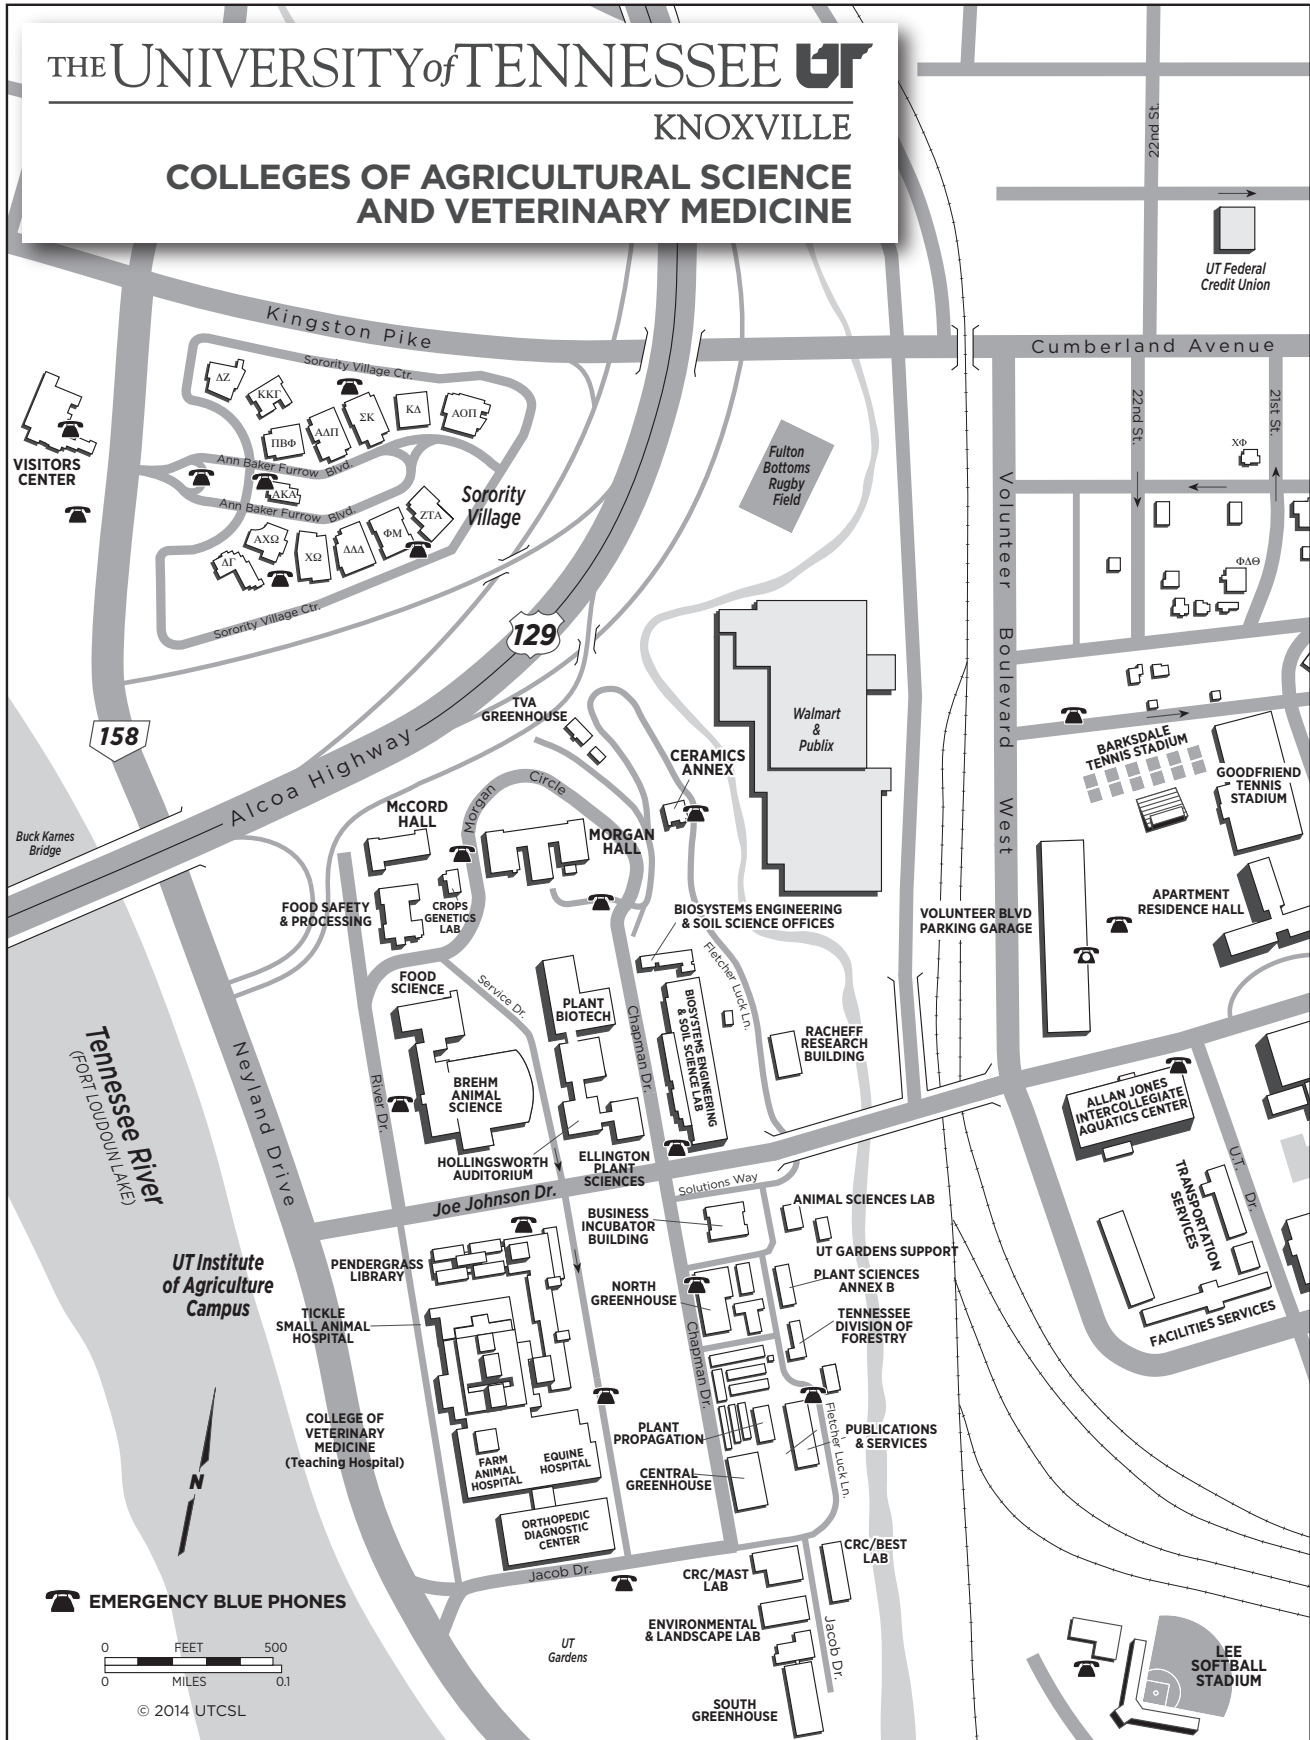 THE UNIVERSITY of TENNESSEE UT
KNOXVILLE
COLLEGES OF AGRICULTURAL SCIENCE
AND VETERINARY MEDICINE
22nd St.
UT Federal
Credit Union
Kingston Pike
Cumberland Avenue
Sorority Village Ctr.
ΔΖ
ΚΚΓ
ΣΚ
ΚΔ
ΑΟΠ
ΑΔΠ
ΠΒΦ
22nd St.
21st St.
ΧΦ
VISITORS
CENTER
Ann Baker Furrow Blvd.
ΑΚΑ
Ann Baker Furrow Blvd.
Sorority
Village
Fulton
Bottoms
Rugby
Field
ΖΤΑ
ΦΜ
ΑΧΩ
ΔΔΔ
ΧΩ
ΔΓ
ΦΔΘ
Sorority Village Ctr.
129
Volunteer Boulevard West
TVA
GREENHOUSE
Walmart
&
Publix
158
Alcoa Highway
BARKSDALE
TENNIS STADIUM
GOODFRIEND
TENNIS
STADIUM
CERAMICS
ANNEX
Morgan Circle
McCORD
HALL
MORGAN
HALL
Buck Karnes
Bridge
FOOD SAFETY
& PROCESSING
CROPS
GENETICS
LAB
BIOSYSTEMS ENGINEERING
& SOIL SCIENCE OFFICES
VOLUNTEER BLVD
PARKING GARAGE
APARTMENT
RESIDENCE HALL
FOOD
SCIENCE
Service Dr.
PLANT
BIOTECH
Fletcher Luck Ln.
Chapman Dr.
BIOSYSTEMS ENGINEERING
& SOIL SCIENCE LAB
RACHEFF
RESEARCH
BUILDING
Tennessee River
(FORT LOUDOUN LAKE)
Neyland Drive
River Dr.
BREHM
ANIMAL
SCIENCE
ALLAN JONES
INTERCOLLEGIATE
AQUATICS CENTER
HOLLINGSWORTH
AUDITORIUM
ELLINGTON
PLANT
SCIENCES
U.T. Dr.
TRANSPORTATION
SERVICES
Joe Johnson Dr.
Solutions Way
ANIMAL SCIENCES LAB
BUSINESS
INCUBATOR
BUILDING
UT GARDENS SUPPORT
UT Institute
of Agriculture
Campus
PENDERGRASS
LIBRARY
NORTH
GREENHOUSE
PLANT SCIENCES
ANNEX B
TICKLE
SMALL ANIMAL
HOSPITAL
TENNESSEE
DIVISION OF
FORESTRY
FACILITIES SERVICES
Chapman Dr.
COLLEGE OF
VETERINARY
MEDICINE
(Teaching Hospital)
PLANT
PROPAGATION
Fletcher Luck Ln.
PUBLICATIONS
& SERVICES
FARM
ANIMAL
HOSPITAL
EQUINE
HOSPITAL
CENTRAL
GREENHOUSE
N
ORTHOPEDIC
DIAGNOSTIC
CENTER
Jacob Dr.
CRC/BEST
LAB
CRC/MAST
LAB
EMERGENCY BLUE PHONES
ENVIRONMENTAL
& LANDSCAPE LAB
Jacob Dr.
UT
Gardens
LEE
SOFTBALL
STADIUM
0 FEET 500
0 MILES 0.1
SOUTH
GREENHOUSE
© 2014 UTCSL